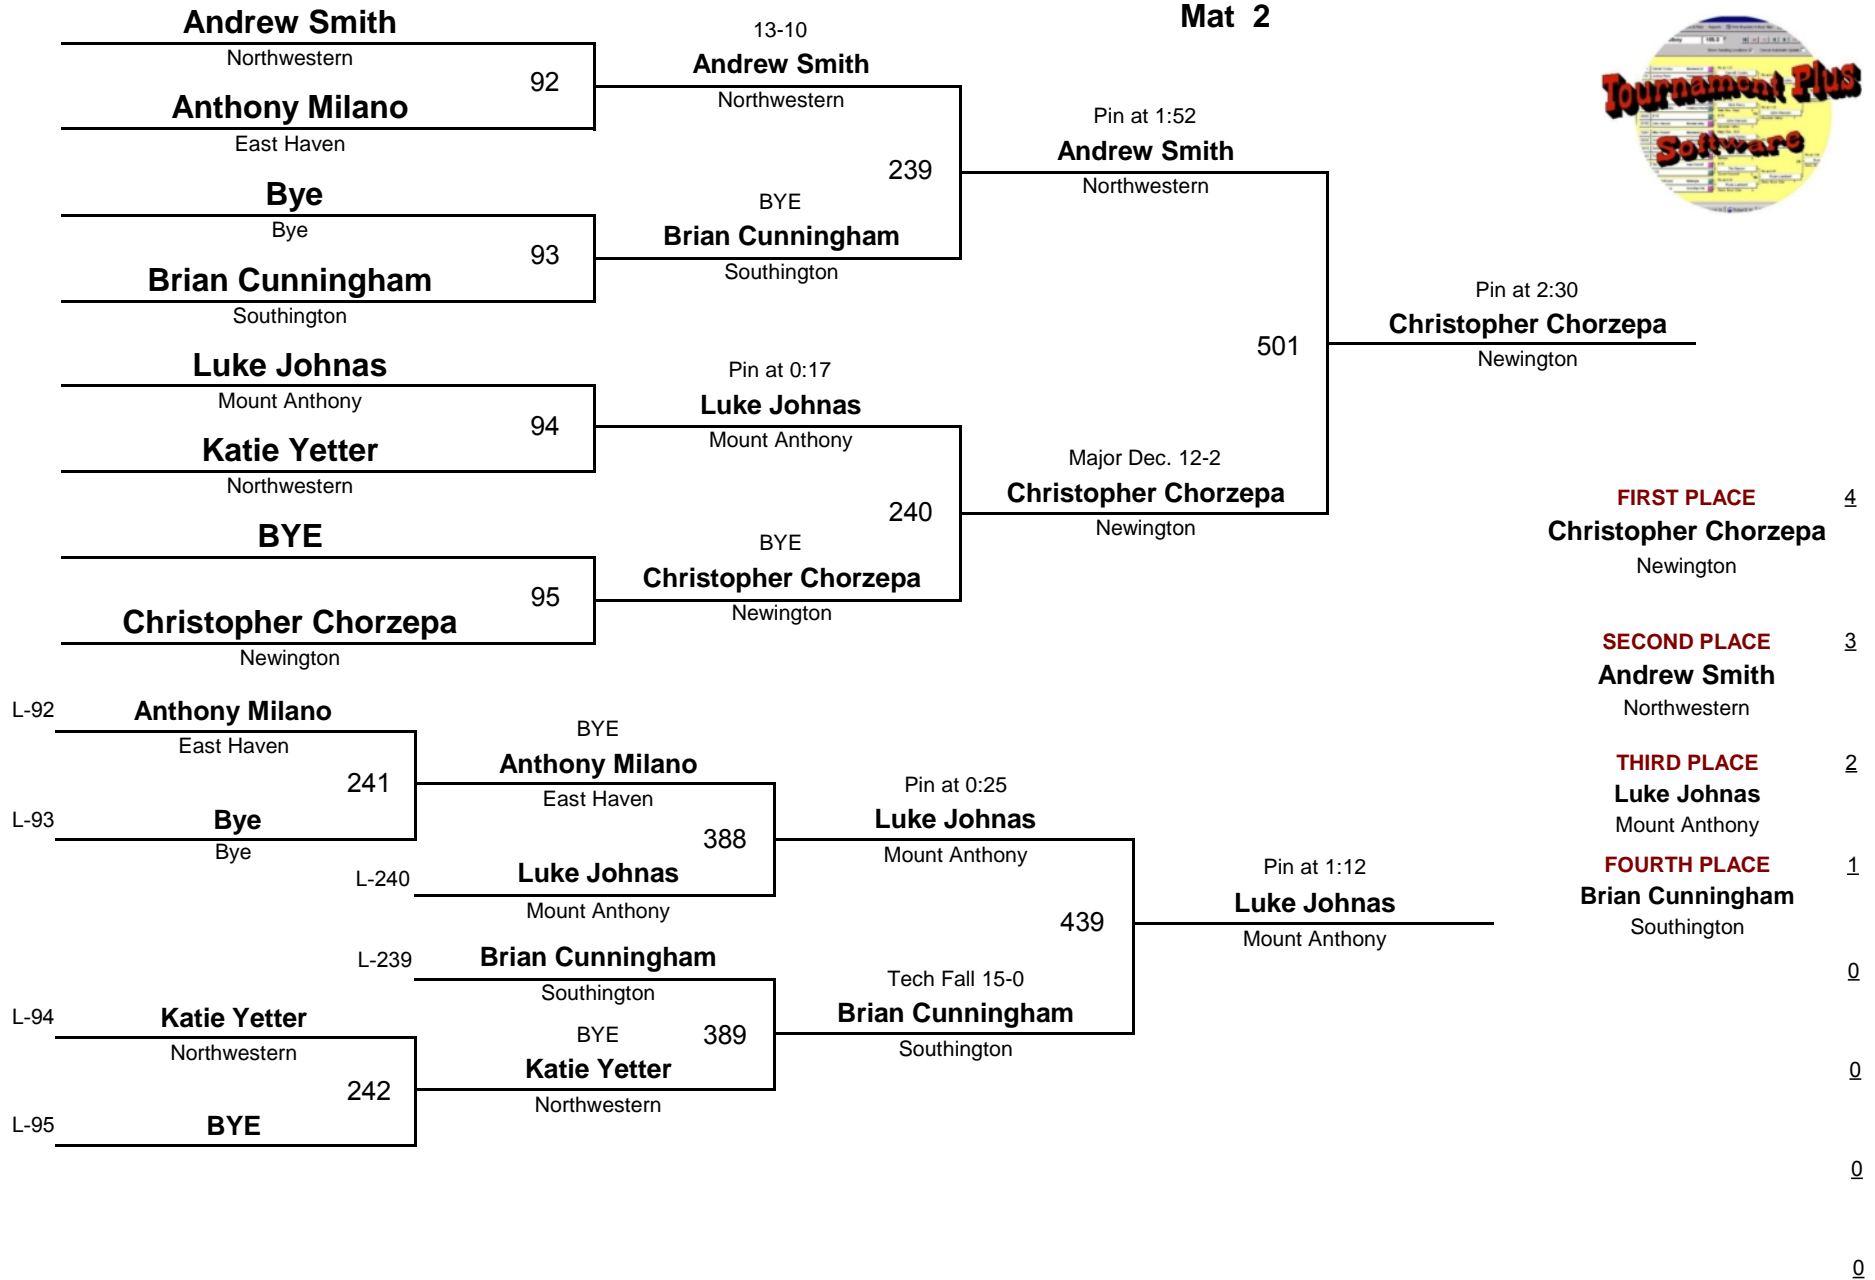 Mat 2
Andrew Smith
Northwestern
92
Anthony Milano
East Haven
Bye
Bye
93
Brian Cunningham
Southington
Luke Johnas
Mount Anthony
94
Katie Yetter
Northwestern
BYE
95
Christopher Chorzepa
Newington
13-10
Andrew Smith
Northwestern
239
BYE
Brian Cunningham
Southington
Pin at 0:17
Luke Johnas
Mount Anthony
240
BYE
Christopher Chorzepa
Newington
Pin at 1:52
Andrew Smith
Northwestern
501
Major Dec. 12-2
Christopher Chorzepa
Newington
Pin at 2:30
Christopher Chorzepa
Newington
Tournament Plus
Software
FIRST PLACE 4
Christopher Chorzepa
Newington
SECOND PLACE 3
Andrew Smith
Northwestern
THIRD PLACE 2
Luke Johnas
Mount Anthony
FOURTH PLACE 1
Brian Cunningham
Southington
0
0
0
0
L-92 Anthony Milano
East Haven
241
L-93 Bye
Bye
BYE
Anthony Milano
East Haven
388
L-240 Luke Johnas
Mount Anthony
L-239 Brian Cunningham
Southington
389
BYE
Katie Yetter
Northwestern
L-94 Katie Yetter
Northwestern
242
L-95 BYE
Pin at 0:25
Luke Johnas
Mount Anthony
439
Tech Fall 15-0
Brian Cunningham
Southington
Pin at 1:12
Luke Johnas
Mount Anthony